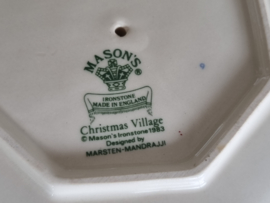 MASON'S
IRONSTONE
MADE IN ENGLAND
Christmas Village
© Mason's Ironstone 1983
Designed by
MARSTEN-MANDRAJJI